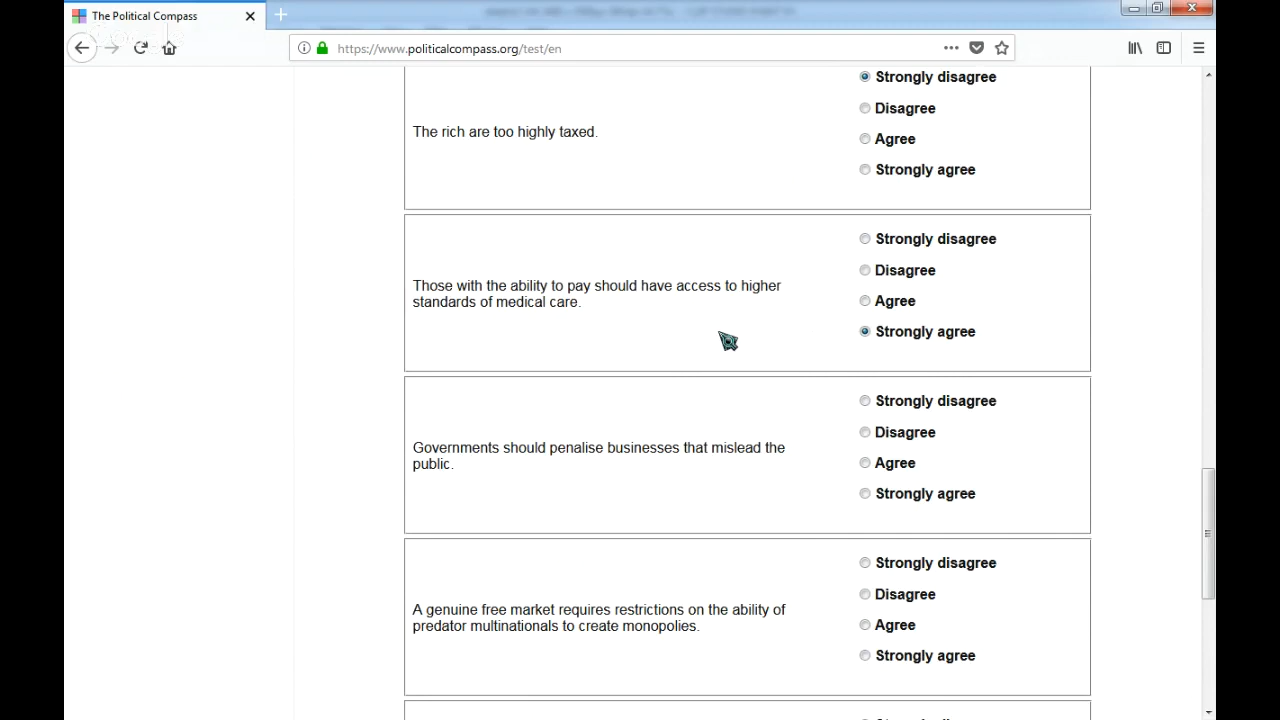 The Political Compass
https://www.politicalcompass.org/test/en
Strongly disagree
Disagree
The rich are too highly taxed.
Agree
Strongly agree
Strongly disagree
Disagree
Those with the ability to pay should have access to higher
standards of medical care.
Agree
Strongly agree
Strongly disagree
Disagree
Governments should penalise businesses that mislead the
public.
Agree
Strongly agree
Strongly disagree
Disagree
A genuine free market requires restrictions on the ability of
predator multinationals to create monopolies.
Agree
Strongly agree